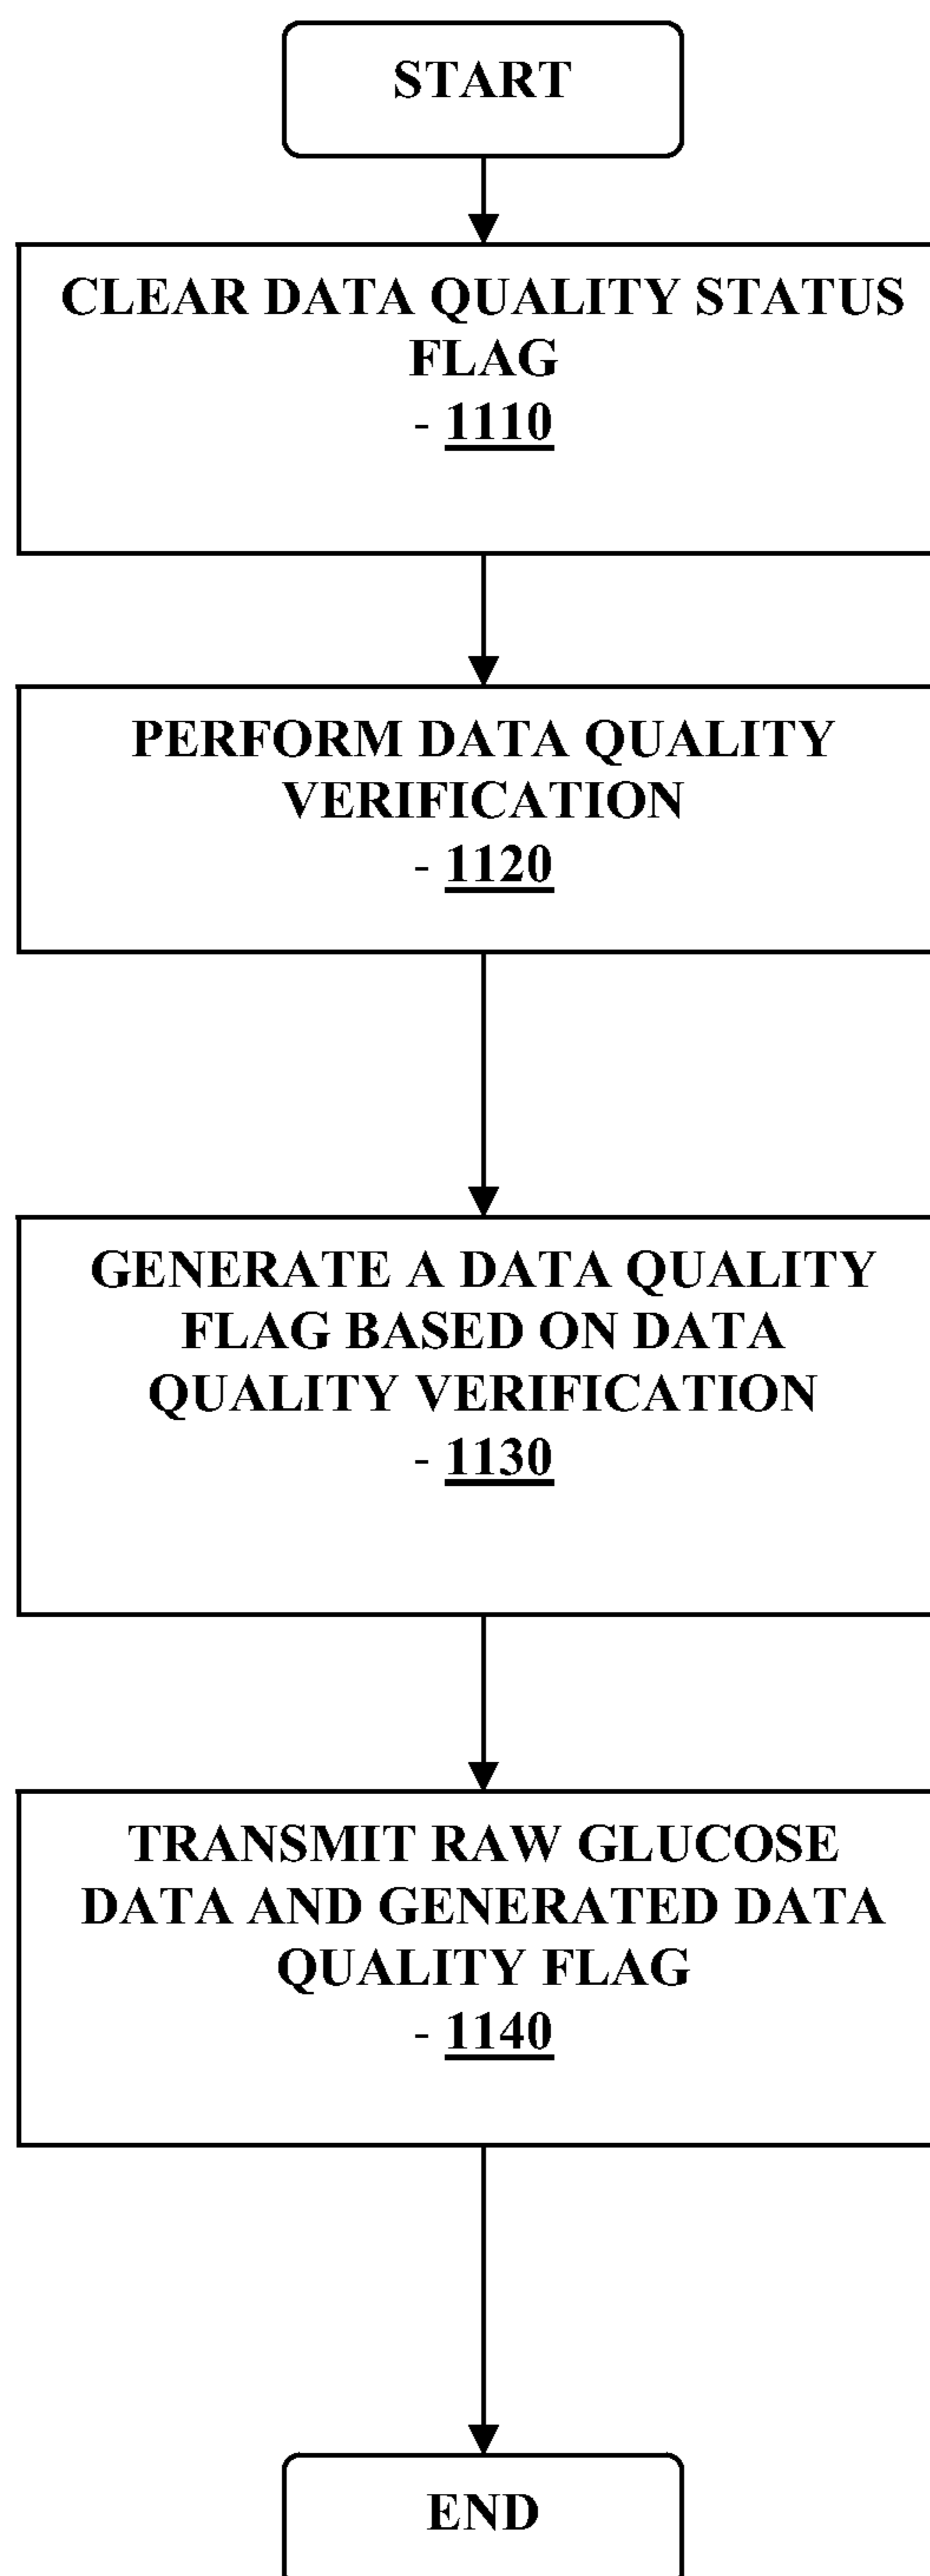 START
CLEAR DATA QUALITY STATUS
FLAG
- 1110
PERFORM DATA QUALITY
VERIFICATION
- 1120
GENERATE A DATA QUALITY
FLAG BASED ON DATA
QUALITY VERIFICATION
- 1130
TRANSMIT RAW GLUCOSE
DATA AND GENERATED DATA
QUALITY FLAG
- 1140
END